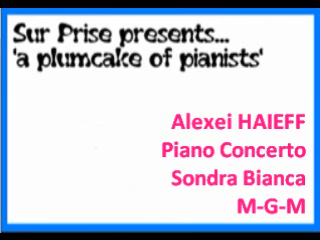 Sur Prise presents...
'a plumcake of pianists'
Alexei HAIEFF
Piano Concerto
Sondra Bianca
M-G-M